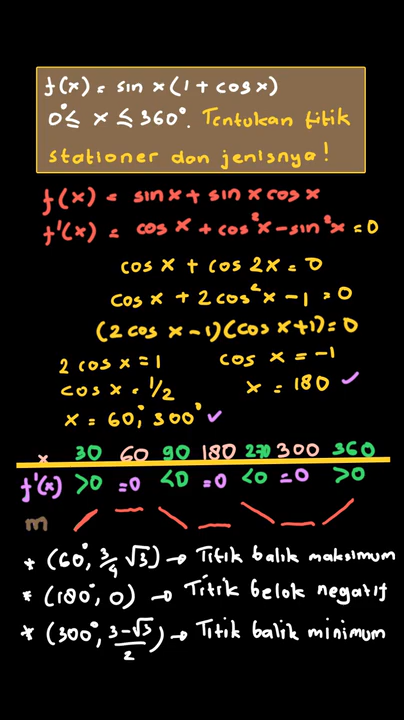 f(x) = sin x (1 + cos x)
0° ≤ x ≤ 360°. Tentukan titik
stationer dan jenisnya!
f(x) = sin x + sin x cos x
f'(x) = cos x + cos²x - sin²x = 0
cos x + cos 2x = 0
cos x + 2 cos²x - 1 = 0
(2 cos x - 1)(cos x + 1) = 0
2 cos x = 1 cos x = -1
cos x = 1/2 x = 180 ✓
x = 60°, 300° ✓
x 30 60 90 180 270 300 360
f'(x) >0 =0 <0 =0 <0 =0 >0
m
* (60°, 3/4 √3) → Titik balik maksimum
* (180°, 0) → Titik belok negatif
* (300°, (3-√3)/2) → Titik balik minimum